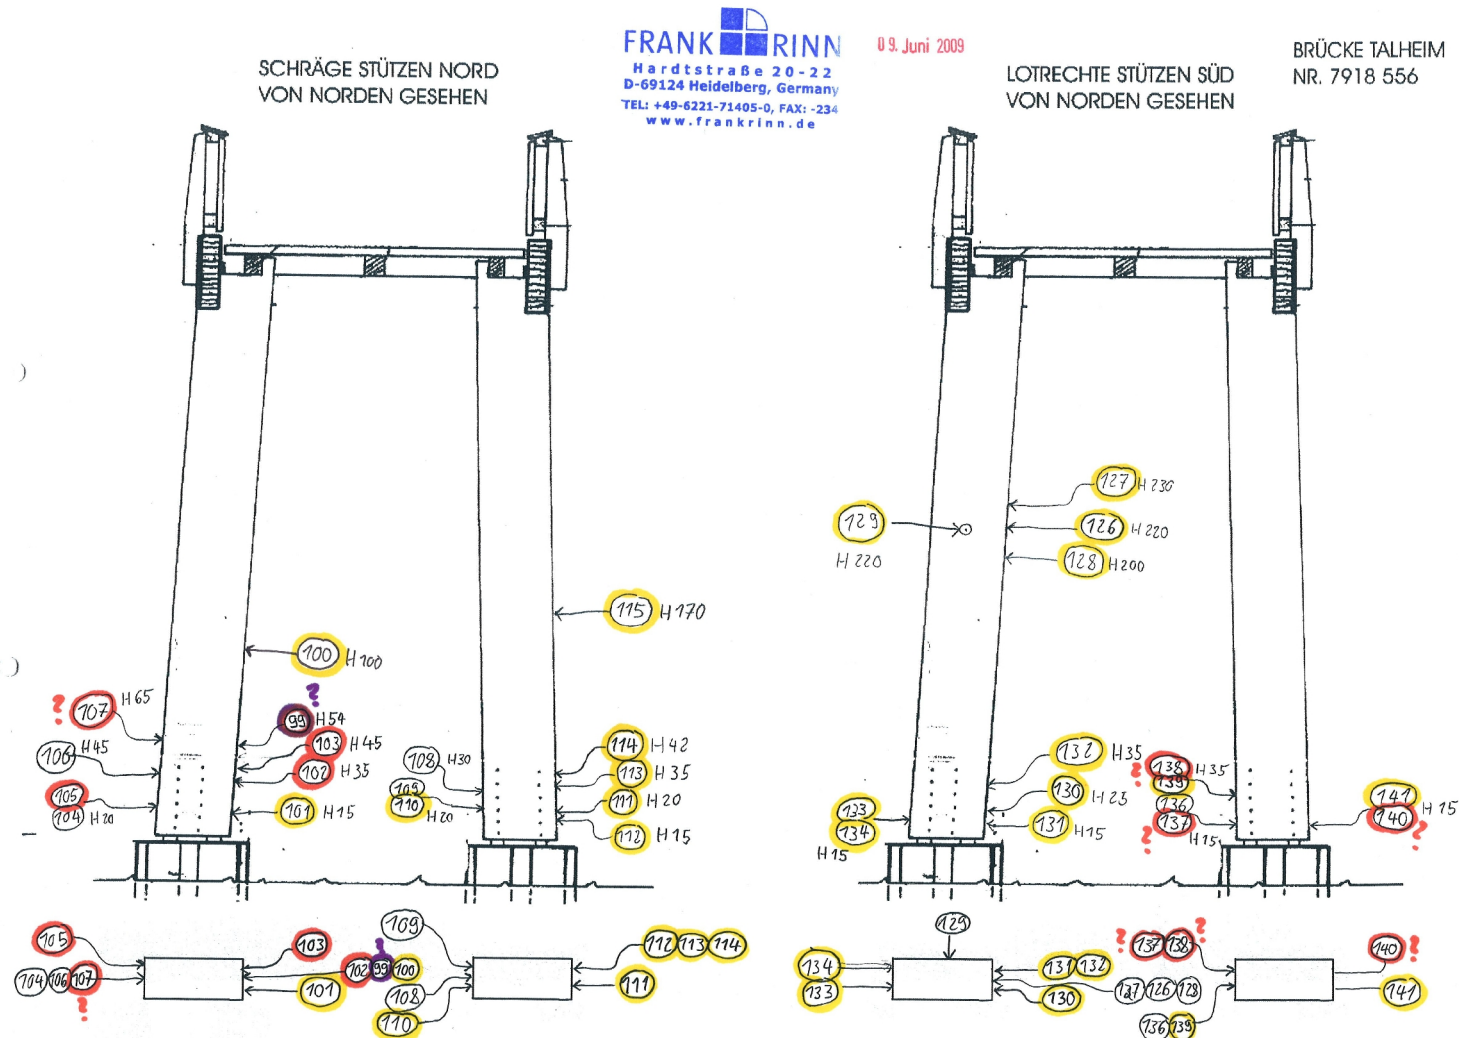 SCHRÄGE STÜTZEN NORD
VON NORDEN GESEHEN
FRANK RINN
Hardtstraße 20-22
D-69124 Heidelberg, Germany
TEL: +49-6221-71405-0, FAX: -234
www.frankrinn.de
09. Juni 2009
LOTRECHTE STÜTZEN SÜD
VON NORDEN GESEHEN
BRÜCKE TALHEIM
NR. 7918 556
127 H 230
129
H 220
126 H 220
128 H200
115 H 170
100 H100
? 107 H65
?
99 H54
106 H45
103 H45
102 H35
105
104 H20
101 H15
108 H30
109
110 H20
114 H42
113 H35
111 H20
112 H15
132 H35
130 H25
131 H15
133
134
H15
? 138 H35
139
136
137
? H15
141
140 H15
?
105
104 106 107
?
103
?
102 99 100
101
109
108
110
112 113 114
111
129
134
133
131 132
130
127 126 128
? 137 138 ?
136 139
140 ?
141